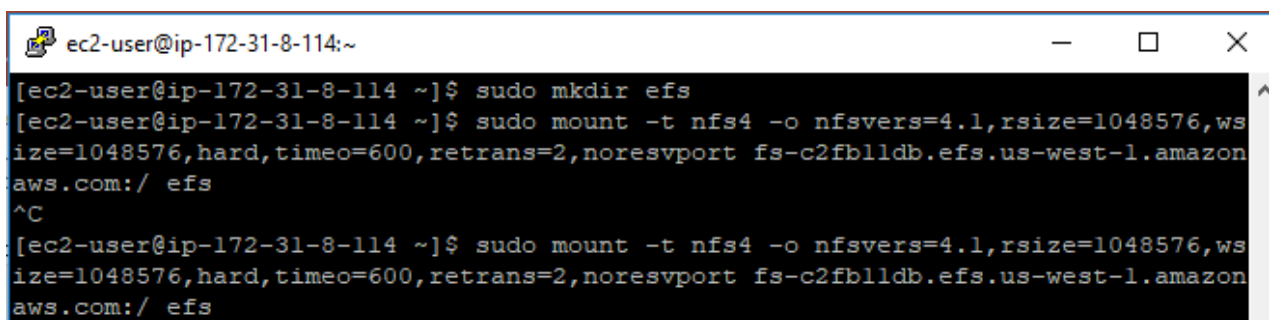 ec2-user@ip-172-31-8-114:~
[ec2-user@ip-172-31-8-114 ~]$ sudo mkdir efs
[ec2-user@ip-172-31-8-114 ~]$ sudo mount -t nfs4 -o nfsvers=4.1,rsize=1048576,ws
ize=1048576,hard,timeo=600,retrans=2,noresvport fs-c2fb11db.efs.us-west-1.amazon
aws.com:/ efs
^C
[ec2-user@ip-172-31-8-114 ~]$ sudo mount -t nfs4 -o nfsvers=4.1,rsize=1048576,ws
ize=1048576,hard,timeo=600,retrans=2,noresvport fs-c2fb11db.efs.us-west-1.amazon
aws.com:/ efs